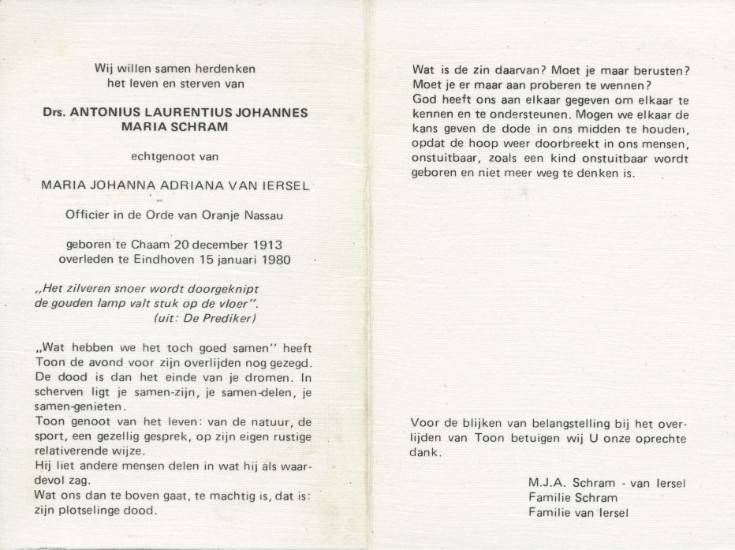 Wij willen samen herdenken
het leven en sterven van
Drs. ANTONIUS LAURENTIUS JOHANNES
MARIA SCHRAM
echtgenoot van
MARIA JOHANNA ADRIANA VAN IERSEL
Officier in de Orde van Oranje Nassau
geboren te Chaam 20 december 1913
overleden te Eindhoven 15 januari 1980
„Het zilveren snoer wordt doorgeknipt
de gouden lamp valt stuk op de vloer”.
(uit: De Prediker)
„Wat hebben we het toch goed samen” heeft
Toon de avond voor zijn overlijden nog gezegd.
De dood is dan het einde van je dromen. In
scherven ligt je samen-zijn, je samen-delen, je
samen-genieten.
Toon genoot van het leven: van de natuur, de
sport, een gezellig gesprek, op zijn eigen rustige
relativerende wijze.
Hij liet andere mensen delen in wat hij als waar-
devol zag.
Wat ons dan te boven gaat, te machtig is, dat is:
zijn plotselinge dood.
Wat is de zin daarvan? Moet je maar berusten?
Moet je er maar aan proberen te wennen?
God heeft ons aan elkaar gegeven om elkaar te
kennen en te ondersteunen. Mogen we elkaar de
kans geven de dode in ons midden te houden,
opdat de hoop weer doorbreekt in ons mensen,
onstuitbaar, zoals een kind onstuitbaar wordt
geboren en niet meer weg te denken is.
Voor de blijken van belangstelling bij het over-
lijden van Toon betuigen wij U onze oprechte
dank.
M.J.A. Schram - van Iersel
Familie Schram
Familie van Iersel